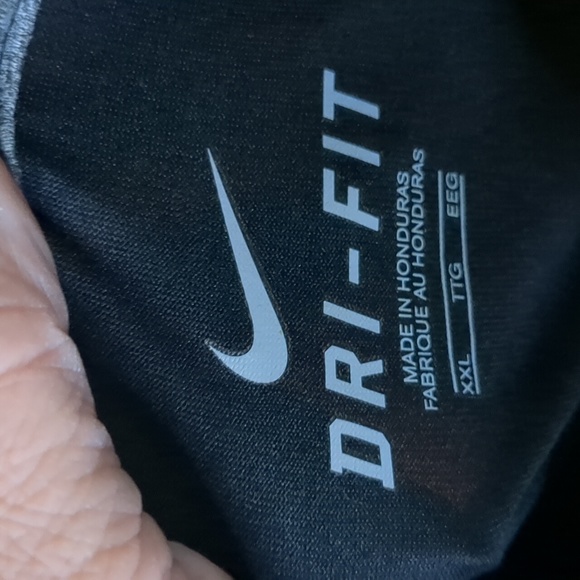 DRI-FIT
MADE IN HONDURAS
FABRIQUE AU HONDURAS
XXL TTG EEG